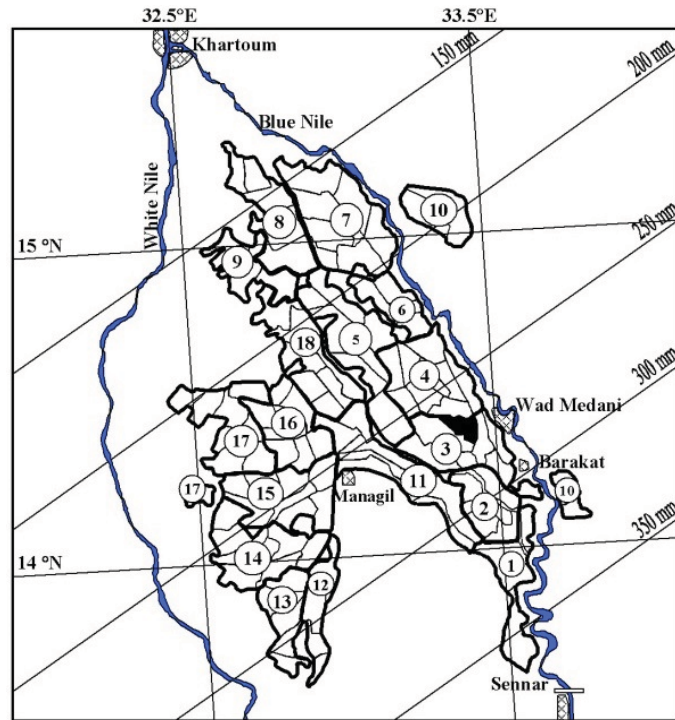 32.5°E
33.5°E
Khartoum
150 mm
200 mm
Blue Nile
White Nile
10
8
7
15 °N
9
250 mm
6
18
5
4
300 mm
Wad Medani
16
17
3
Barakat
17
15
Managil
11
10
2
350 mm
14 °N
14
1
12
13
Sennar